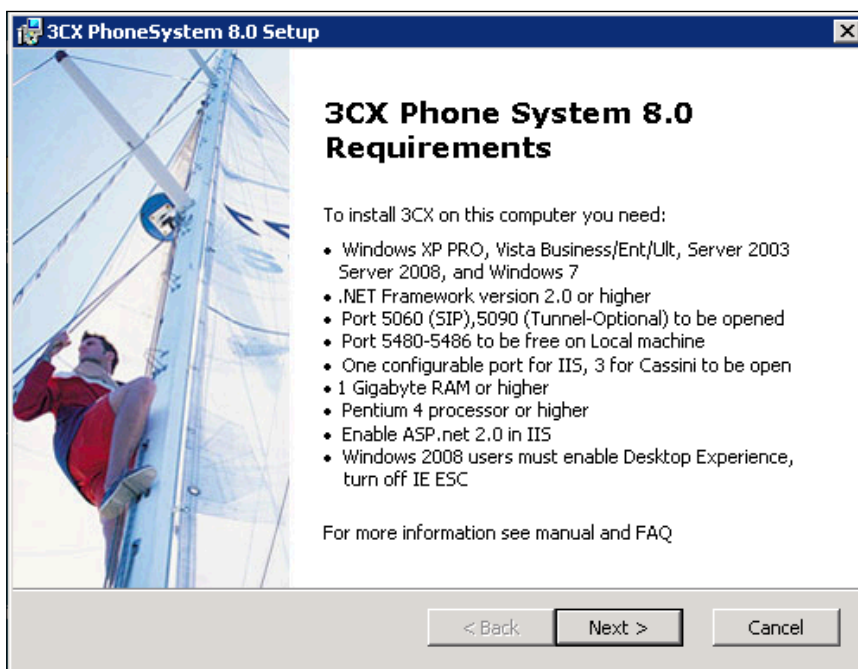 3CX PhoneSystem 8.0 Setup
3CX Phone System 8.0
Requirements
To install 3CX on this computer you need:
• Windows XP PRO, Vista Business/Ent/Ult, Server 2003
Server 2008, and Windows 7
• .NET Framework version 2.0 or higher
• Port 5060 (SIP),5090 (Tunnel-Optional) to be opened
• Port 5480-5486 to be free on Local machine
• One configurable port for IIS, 3 for Cassini to be open
• 1 Gigabyte RAM or higher
• Pentium 4 processor or higher
• Enable ASP.net 2.0 in IIS
• Windows 2008 users must enable Desktop Experience,
turn off IE ESC
For more information see manual and FAQ
< Back
Next >
Cancel